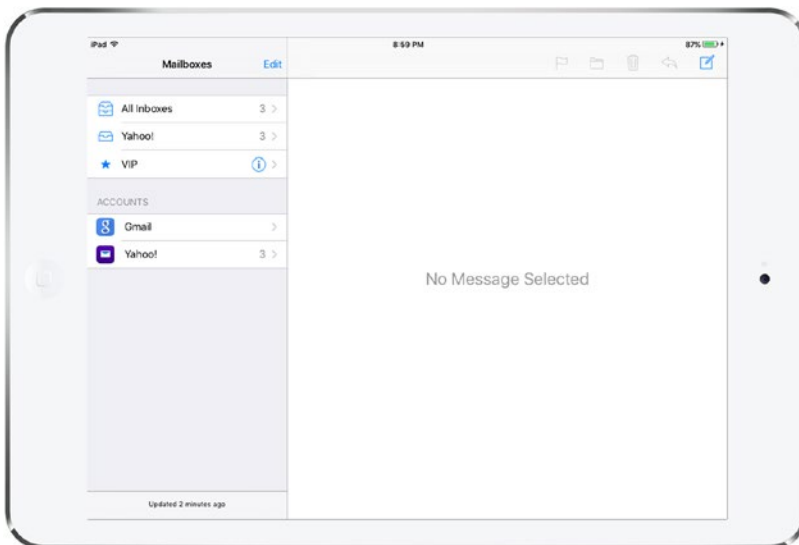 iPad
8:59 PM
87%
Mailboxes
Edit
All Inboxes
3
Yahoo!
3
VIP
ACCOUNTS
8 Gmail
Yahoo!
3
No Message Selected
Updated 2 minutes ago